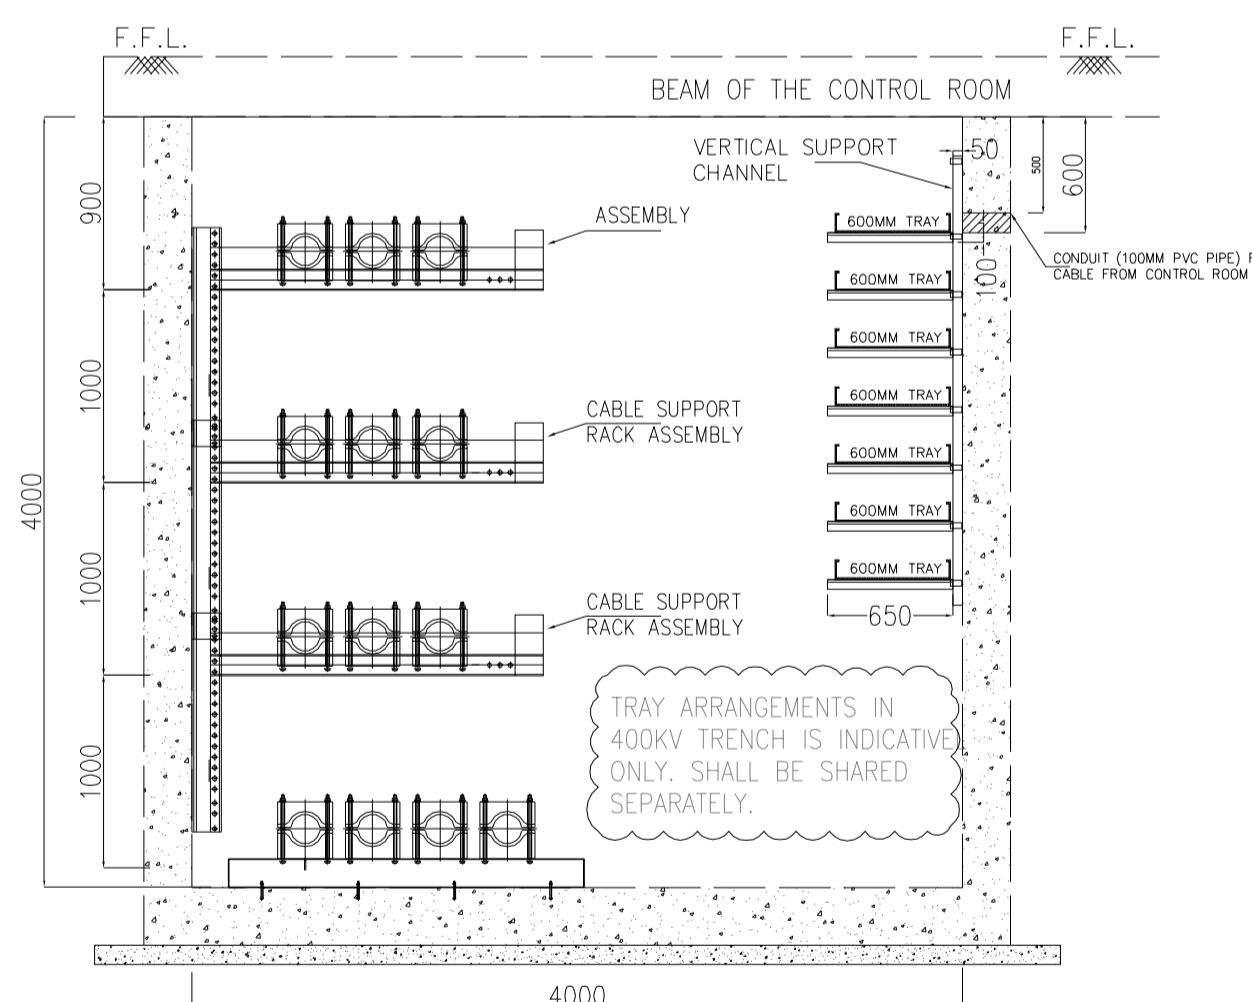 F.F.L.
F.F.L.
BEAM OF THE CONTROL ROOM
VERTICAL SUPPORT
CHANNEL
50
500
600
900
ASSEMBLY
600MM TRAY
CONDUIT (100MM PVC PIPE) F
CABLE FROM CONTROL ROOM
100
600MM TRAY
600MM TRAY
1000
600MM TRAY
CABLE SUPPORT
RACK ASSEMBLY
600MM TRAY
4000
600MM TRAY
1000
600MM TRAY
CABLE SUPPORT
RACK ASSEMBLY
650
TRAY ARRANGEMENTS IN
400KV TRENCH IS INDICATIVE
ONLY. SHALL BE SHARED
SEPARATELY.
1000
4000